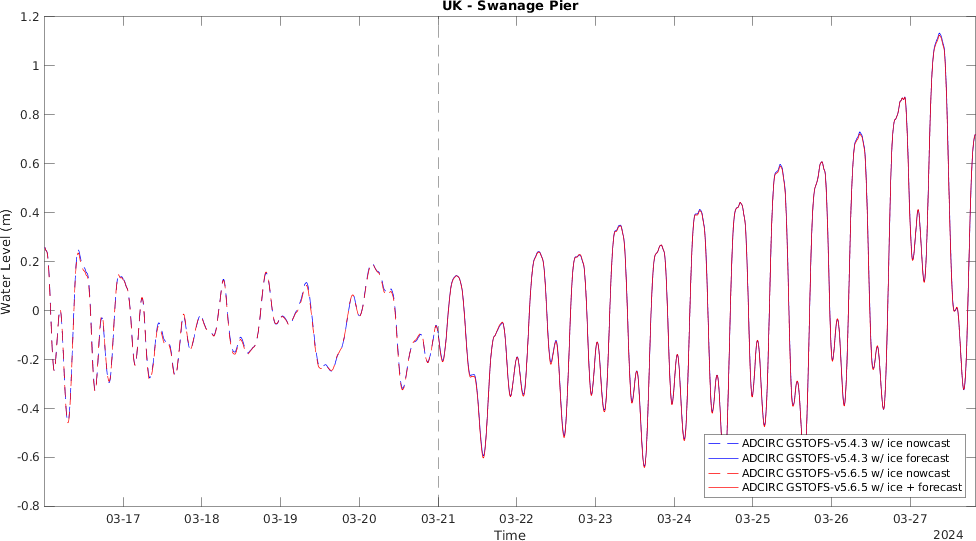 UK - Swanage Pier
1.2
1
0.8
0.6
0.4
0.2
0
-0.2
-0.4
-0.6
-0.8
Water Level (m)
03-17 03-18 03-19 03-20 03-21 03-22 03-23 03-24 03-25 03-26 03-27
Time
2024
ADCIRC GSTOFS-v5.4.3 w/ ice nowcast
ADCIRC GSTOFS-v5.4.3 w/ ice forecast
ADCIRC GSTOFS-v5.6.5 w/ ice nowcast
ADCIRC GSTOFS-v5.6.5 w/ ice + forecast